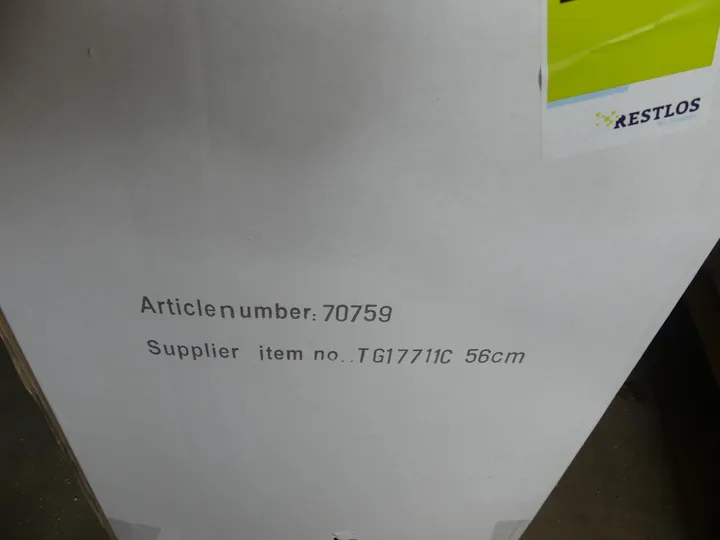 RESTLOS
Articlenumber: 70759
Supplier item no..TG17711C 56cm